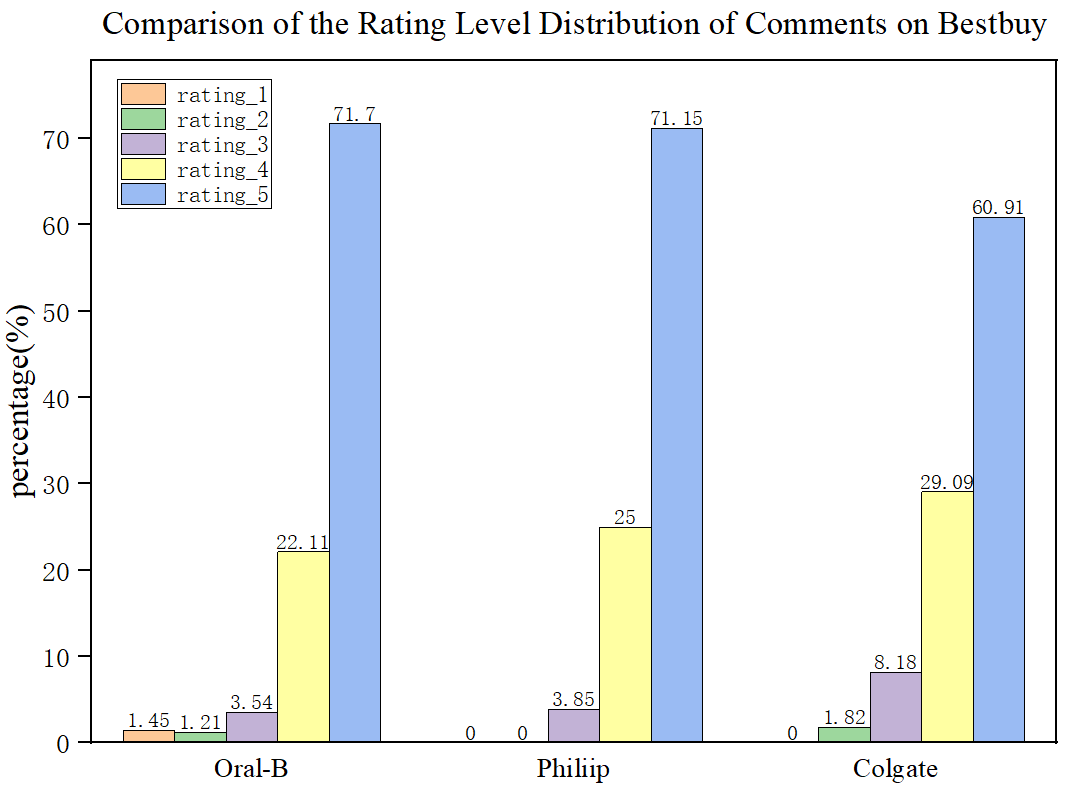 Comparison of the Rating Level Distribution of Comments on Bestbuy
percentage(%)
70
60
50
40
30
20
10
0
rating_1
rating_2
rating_3
rating_4
rating_5
1.45
1.21
3.54
22.11
71.7
0
0
3.85
25
71.15
0
1.82
8.18
29.09
60.91
Oral-B
Philiip
Colgate